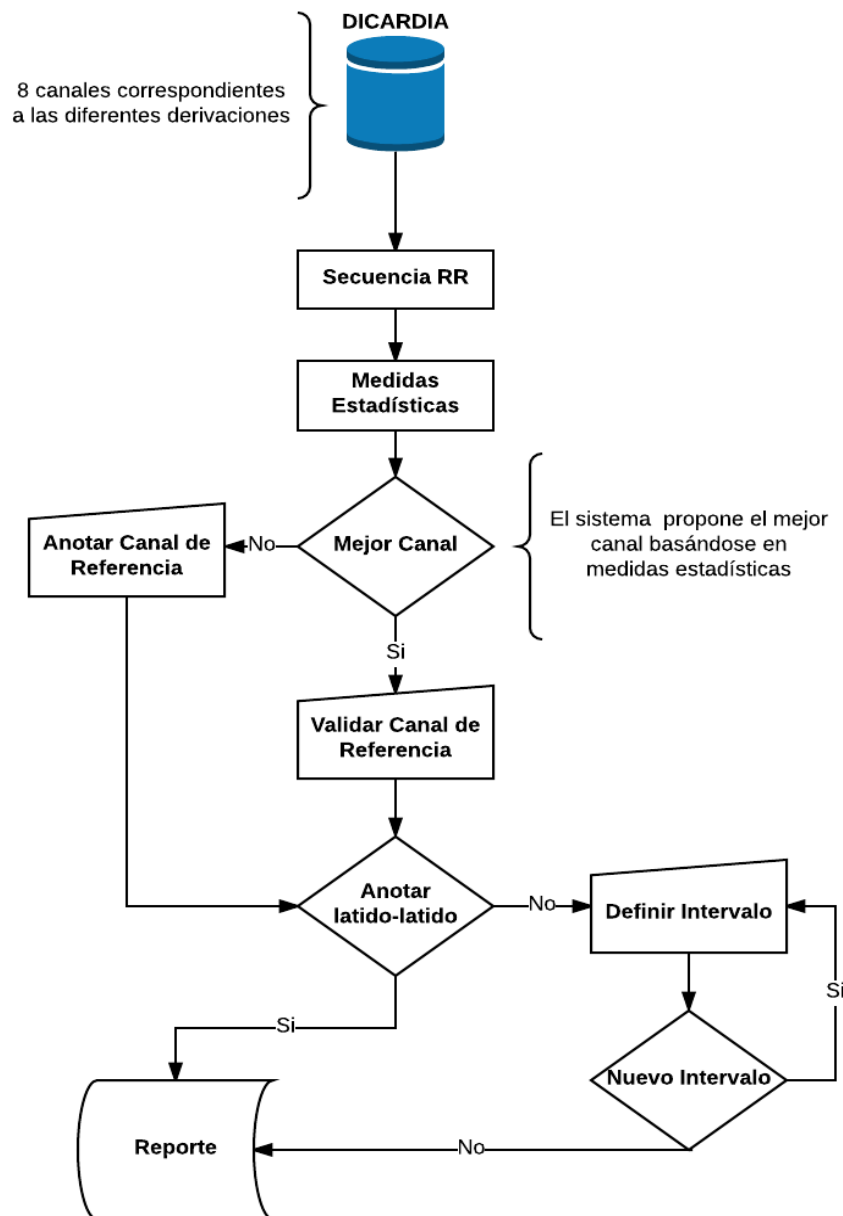 DICARDIA
8 canales correspondientes
a las diferentes derivaciones
Secuencia RR
Medidas
Estadísticas
Mejor Canal
El sistema propone el mejor
canal basándose en
medidas estadísticas
No
Anotar Canal de
Referencia
Si
Validar Canal de
Referencia
Anotar
latido-latido
No
Definir Intervalo
Si
Si
Nuevo Intervalo
No
Reporte